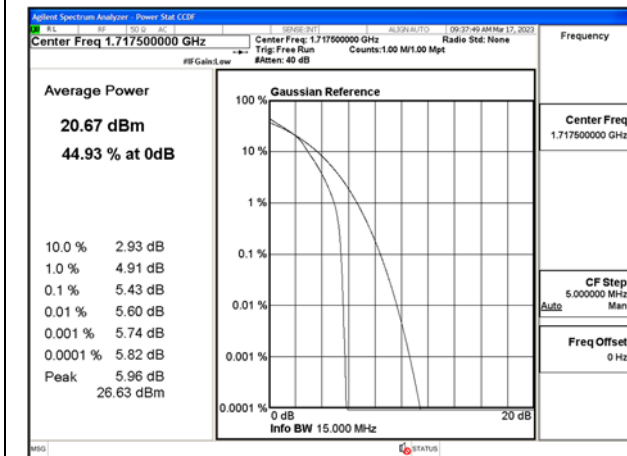 Agilent Spectrum Analyzer - Power Stat CCDF
RL RF 50 Ω AC SENSE:INT ALIGN AUTO 09:37:49 AM Mar 17, 2023
Center Freq 1.717500000 GHz
Center Freq: 1.717500000 GHz Radio Std: None
Trig: Free Run Counts:1.00 M/1.00 Mpt
#IFGain:Low #Atten: 40 dB
Frequency
Average Power
20.67 dBm
44.93 % at 0dB
10.0 % 2.93 dB
1.0 % 4.91 dB
0.1 % 5.43 dB
0.01 % 5.60 dB
0.001 % 5.74 dB
0.0001 % 5.82 dB
Peak 5.96 dB
26.63 dBm
Gaussian Reference
100 %
10 %
1 %
0.1 %
0.01 %
0.001 %
0.0001 %
0 dB 20 dB
Info BW 15.000 MHz
Center Freq
1.717500000 GHz
CF Step
5.000000 MHz
Auto Man
Freq Offset
0 Hz
MSG STATUS